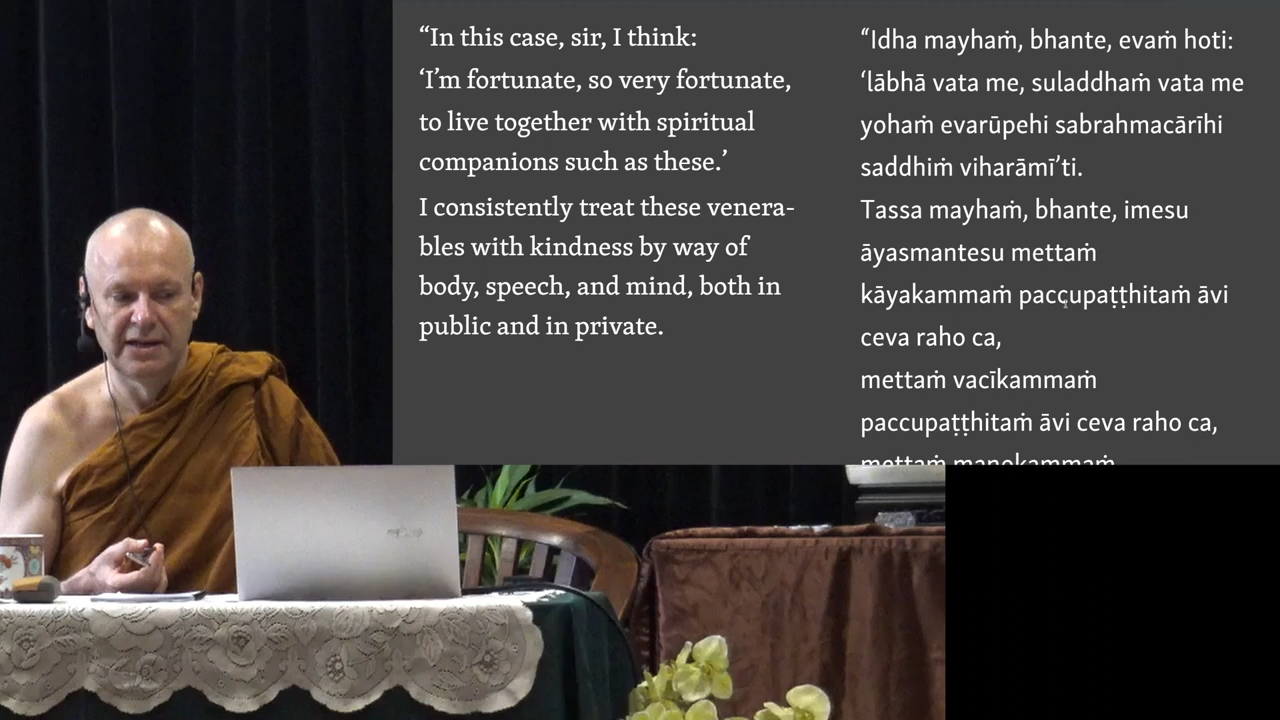 “In this case, sir, I think:
‘I’m fortunate, so very fortunate,
to live together with spiritual
companions such as these.’
I consistently treat these venera-
bles with kindness by way of
body, speech, and mind, both in
public and in private.
“Idha mayhaṁ, bhante, evaṁ hoti:
‘lābhā vata me, suladdhaṁ vata me
yohaṁ evarūpehi sabrahmacārīhi
saddhiṁ viharāmī’ti.
Tassa mayhaṁ, bhante, imesu
āyasmantesu mettaṁ
kāyakammaṁ paccupaṭṭhitaṁ āvi
ceva raho ca,
mettaṁ vacīkammaṁ
paccupaṭṭhitaṁ āvi ceva raho ca,
mettaṁ manokammaṁ